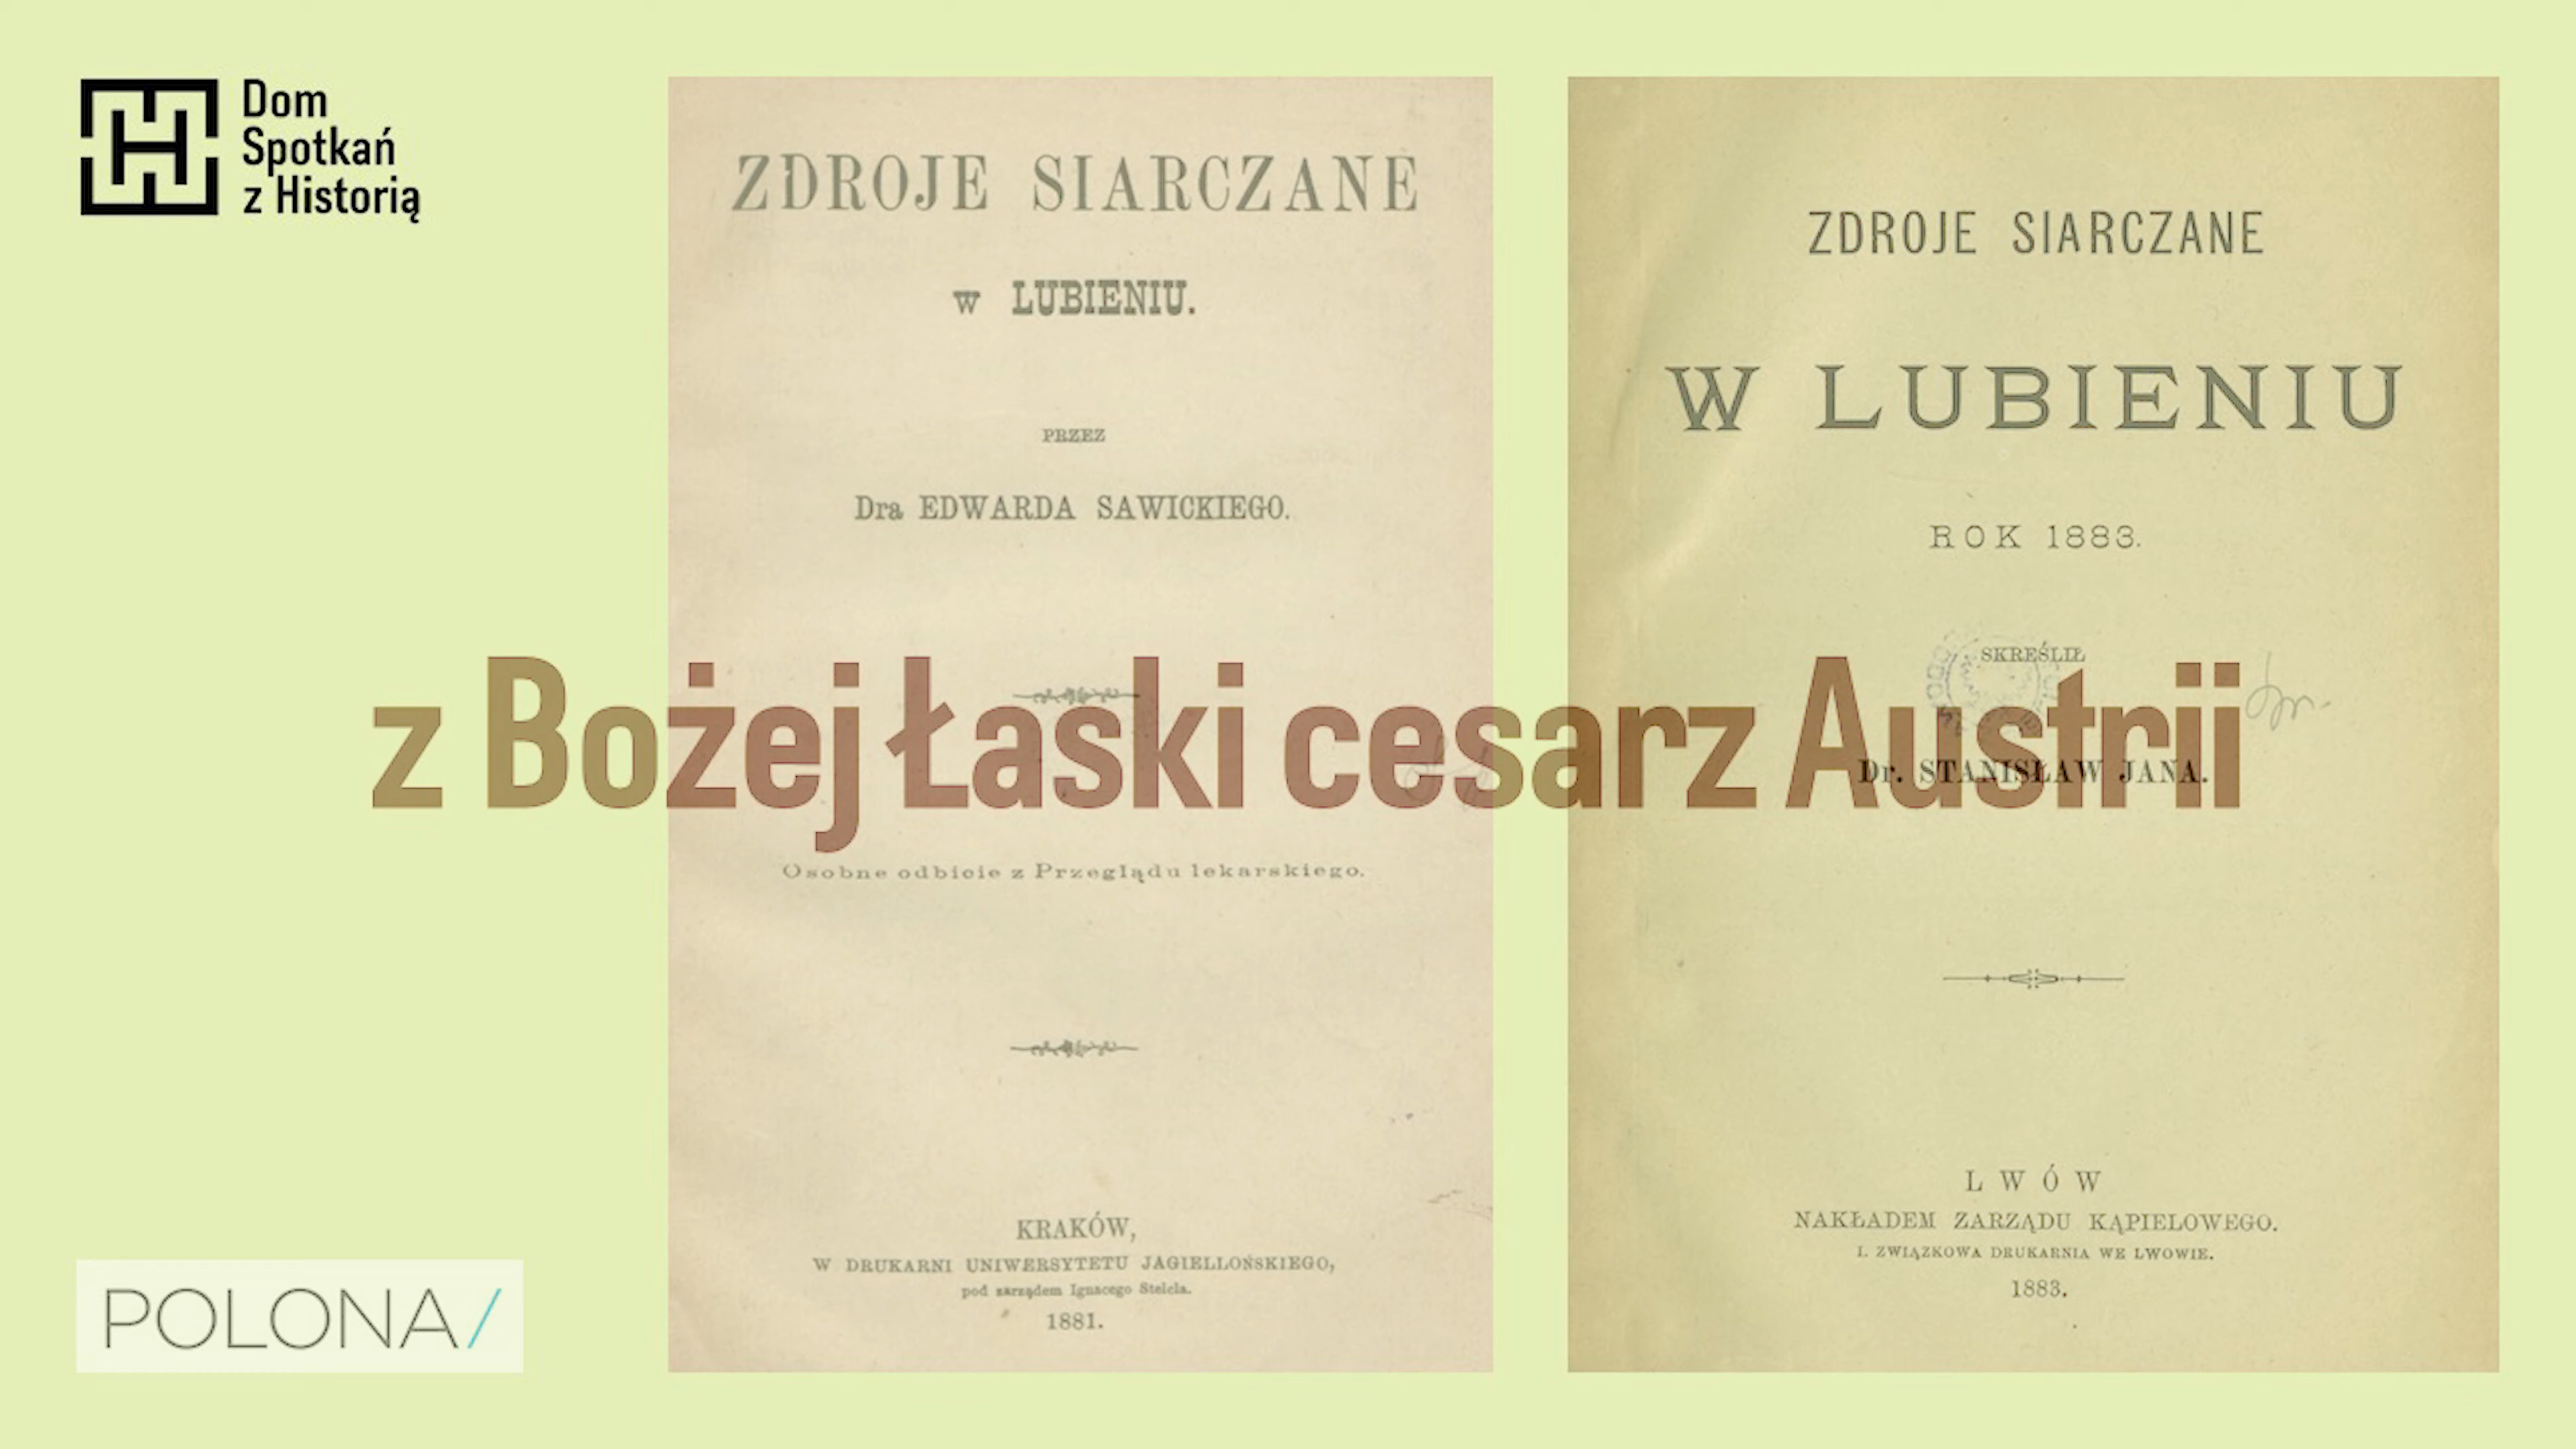 Dom
Spotkań
z Historią
ZDROJE SIARCZANE
w LUBIENIU.
PRZEZ
Dra EDWARDA SAWICKIEGO.
Osobne odbicie z Przeglądu lekarskiego.
KRAKÓW,
W DRUKARNI UNIWERSYTETU JAGIELLOŃSKIEGO,
pod zarządem Ignacego Stelcla.
1881.
ZDROJE SIARCZANE
W LUBIENIU
ROK 1883.
SKREŚLIŁ
Dr. STANISŁAW JANA.
LWÓW
NAKŁADEM ZARZĄDU KĄPIELOWEGO.
I. ZWIĄZKOWA DRUKARNIA WE LWOWIE.
1883.
z Bożej Łaski cesarz Austrii
POLONA/